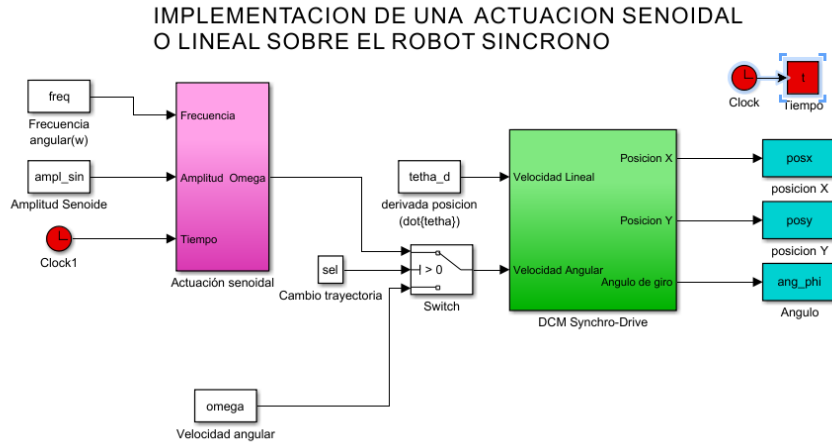 IMPLEMENTACION DE UNA ACTUACION SENOIDAL
O LINEAL SOBRE EL ROBOT SINCRONO
freq
Frecuencia
angular(w)
ampl_sin
Amplitud Senoide
Clock1
Frecuencia
Amplitud Omega
Tiempo
Actuación senoidal
sel
Cambio trayectoria
omega
Velocidad angular
tetha_d
derivada posicion
(dot{tetha})
> 0
Switch
Velocidad Lineal
Velocidad Angular
Posicion X
Posicion Y
Angulo de giro
DCM Synchro-Drive
Clock
t
Tiempo
posx
posicion X
posy
posicion Y
ang_phi
Angulo